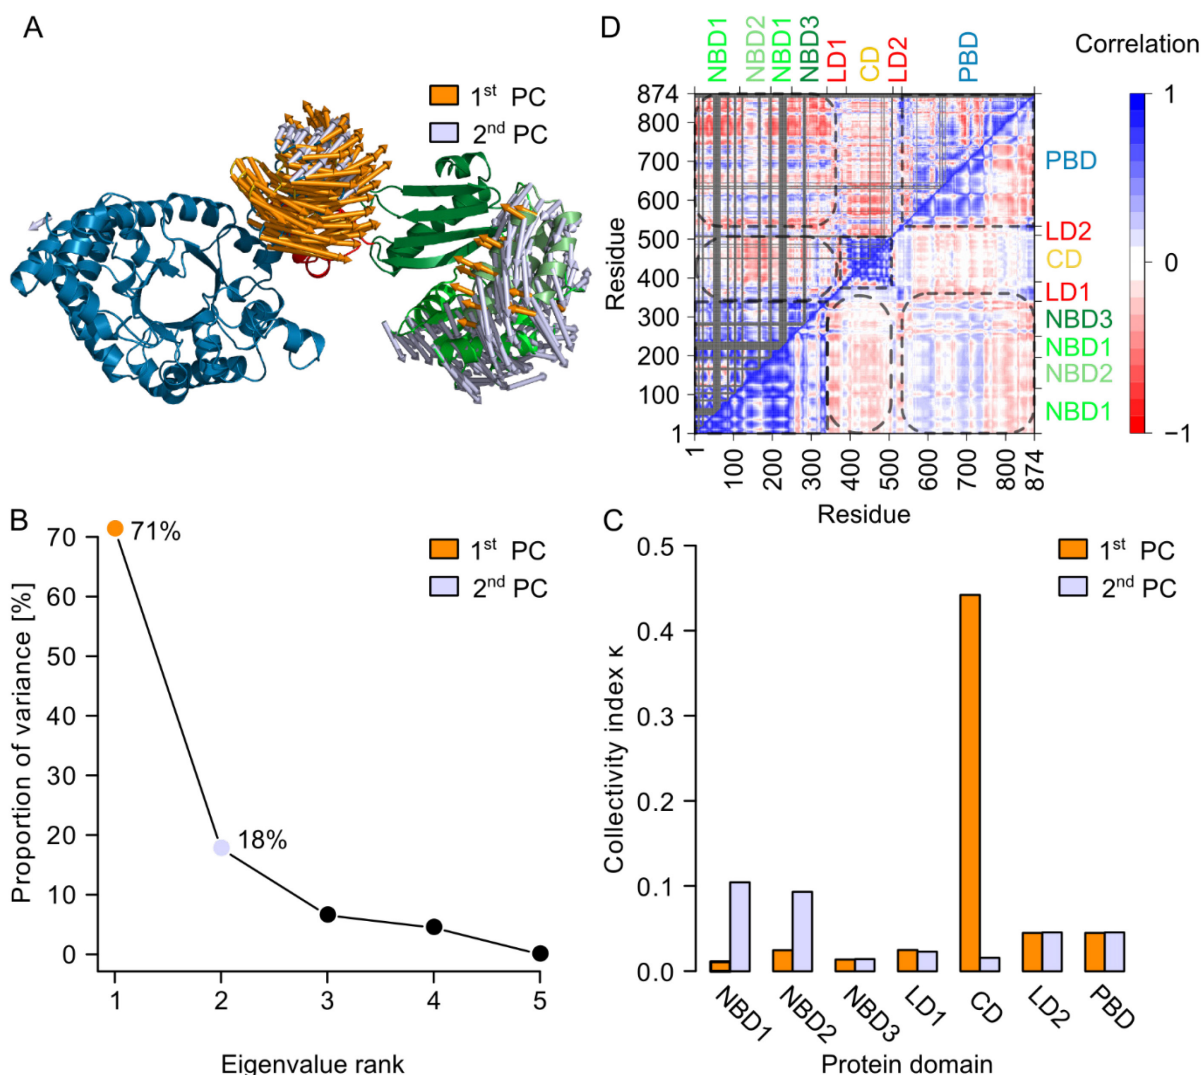 A
1st PC
2nd PC
D
NBD1
NBD2
NBD1
NBD3
LD1
CD
LD2
PBD
Correlation
874
800
700
600
500
400
300
200
100
1
Residue
PBD
LD2
CD
LD1
NBD3
NBD1
NBD2
NBD1
1
0
−1
1
100
200
300
400
500
600
700
800
874
Residue
B
71%
18%
1st PC
2nd PC
70
60
50
40
30
20
10
0
Proportion of variance [%]
1
2
3
4
5
Eigenvalue rank
C
1st PC
2nd PC
0.5
0.4
0.3
0.2
0.1
0.0
Collectivity index κ
NBD1
NBD2
NBD3
LD1
CD
LD2
PBD
Protein domain